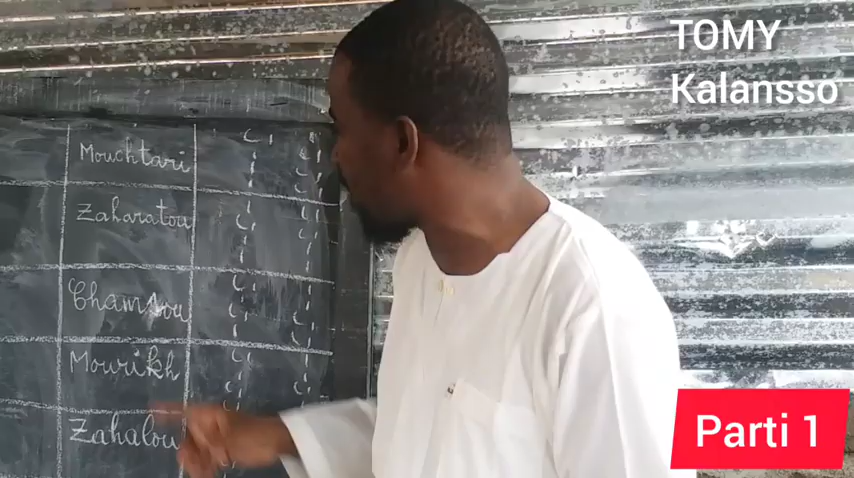 TOMY
Kalansso
Mouchtari
Zaharatou
Chamsou
Mourikh
Zahalou
Parti 1